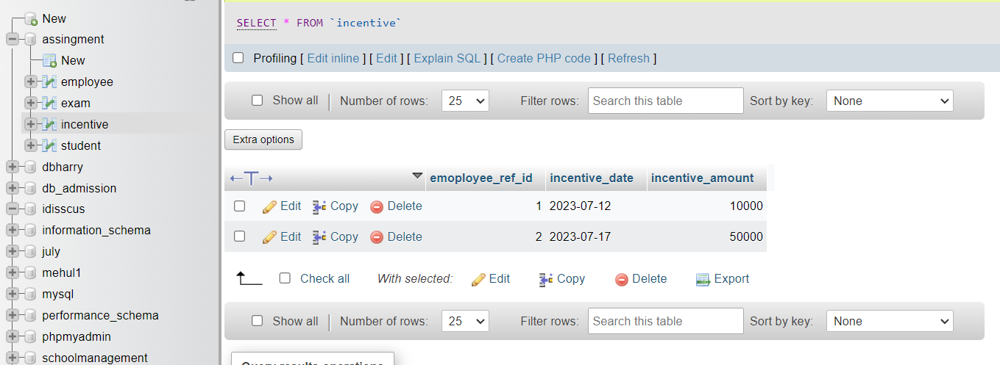 New
assingment
New
employee
exam
incentive
student
dbharry
db_admission
idisscus
information_schema
july
mehul1
mysql
performance_schema
phpmyadmin
schoolmanagement
SELECT * FROM `incentive`
Profiling [ Edit inline ] [ Edit ] [ Explain SQL ] [ Create PHP code ] [ Refresh ]
Show all Number of rows: 25 Filter rows: Search this table Sort by key: None
Extra options
emoployee_ref_id incentive_date incentive_amount
Edit Copy Delete 1 2023-07-12 10000
Edit Copy Delete 2 2023-07-17 50000
Check all With selected: Edit Copy Delete Export
Show all Number of rows: 25 Filter rows: Search this table Sort by key: None
Query results operations